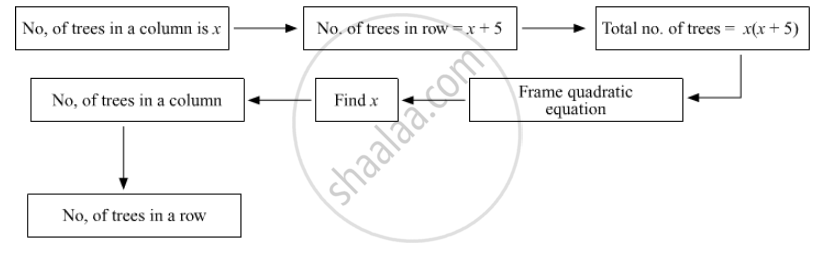 No, of trees in a column is x
No. of trees in row = x + 5
Total no. of trees = x(x + 5)
Frame quadratic
equation
Find x
No, of trees in a column
No, of trees in a row
shaalaa.com